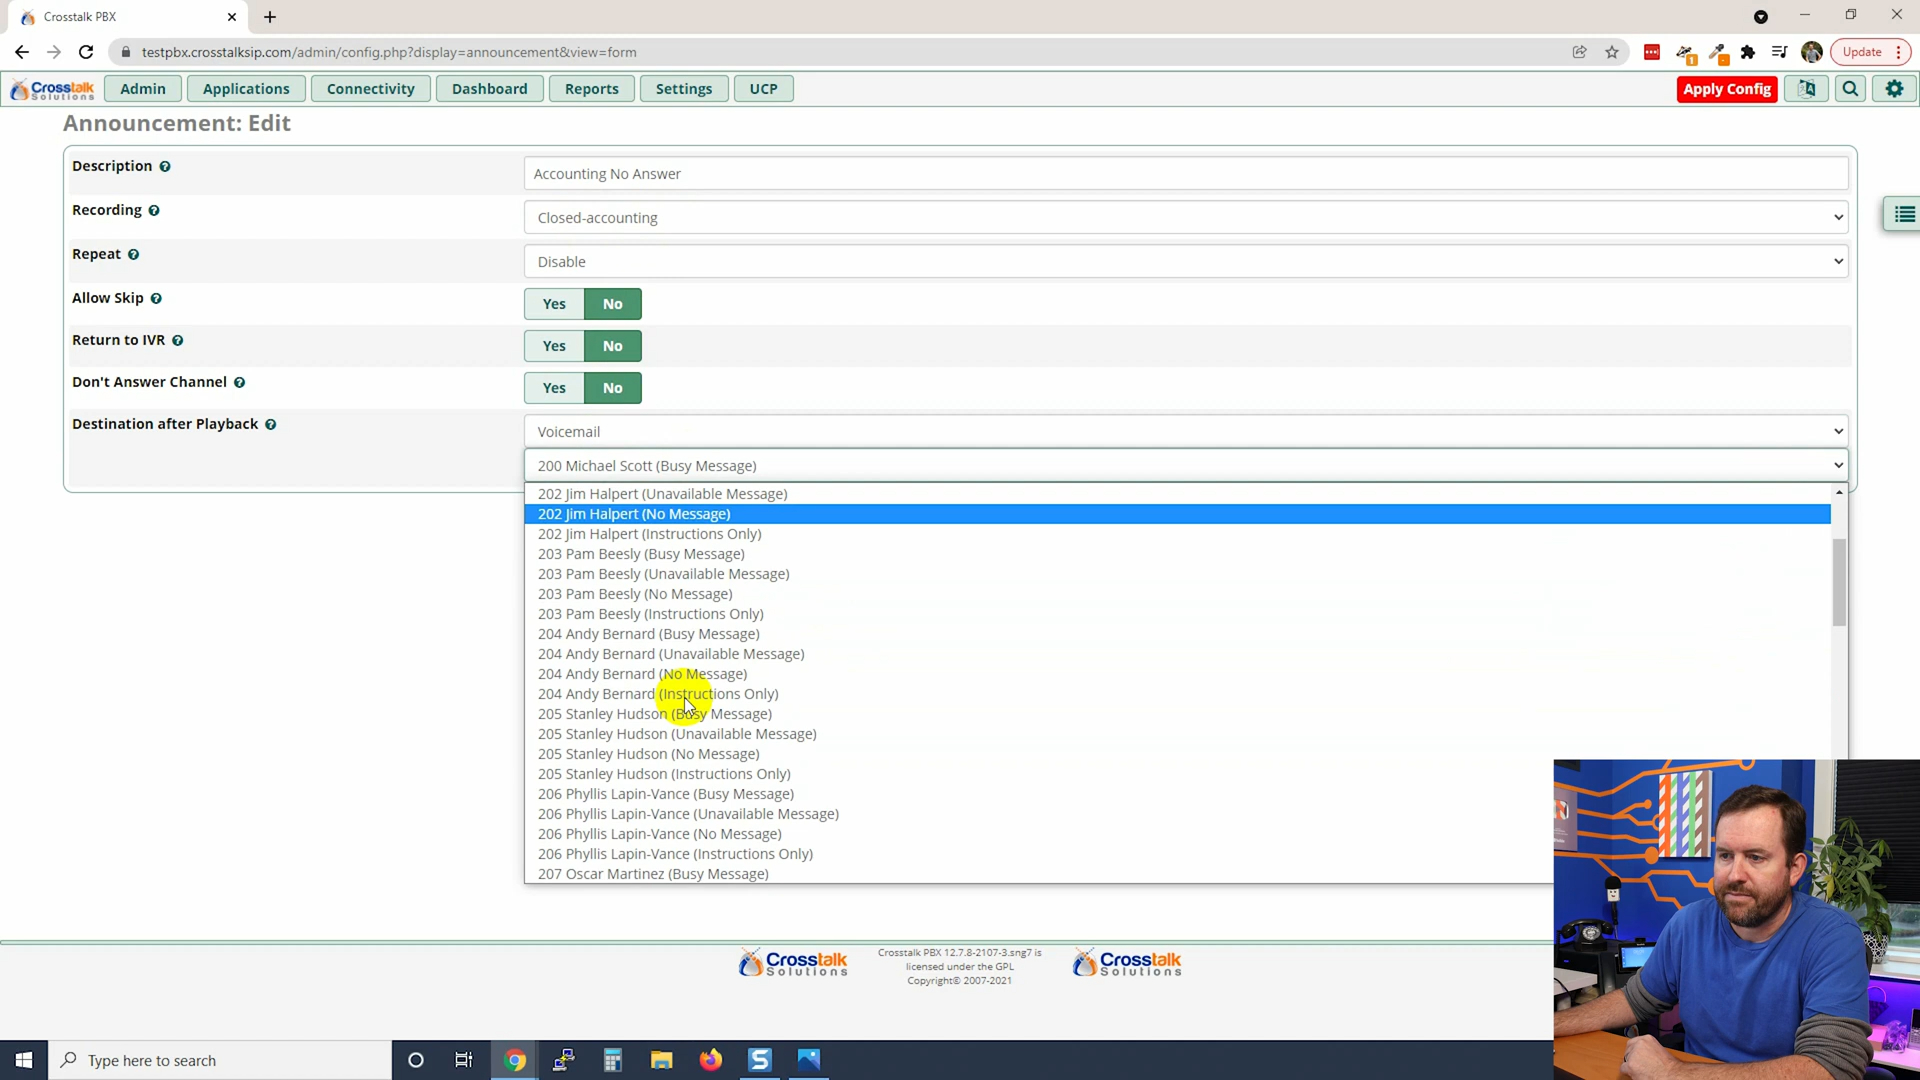 Crosstalk PBX
testpbx.crosstalksip.com/admin/config.php?display=announcement&view=form
Update
Crosstalk Solutions
Admin
Applications
Connectivity
Dashboard
Reports
Settings
UCP
Apply Config
Announcement: Edit
Description
Accounting No Answer
Recording
Closed-accounting
Repeat
Disable
Allow Skip
Yes No
Return to IVR
Yes No
Don't Answer Channel
Yes No
Destination after Playback
Voicemail
200 Michael Scott (Busy Message)
202 Jim Halpert (Unavailable Message)
202 Jim Halpert (No Message)
202 Jim Halpert (Instructions Only)
203 Pam Beesly (Busy Message)
203 Pam Beesly (Unavailable Message)
203 Pam Beesly (No Message)
203 Pam Beesly (Instructions Only)
204 Andy Bernard (Busy Message)
204 Andy Bernard (Unavailable Message)
204 Andy Bernard (No Message)
204 Andy Bernard (Instructions Only)
205 Stanley Hudson (Busy Message)
205 Stanley Hudson (Unavailable Message)
205 Stanley Hudson (No Message)
205 Stanley Hudson (Instructions Only)
206 Phyllis Lapin-Vance (Busy Message)
206 Phyllis Lapin-Vance (Unavailable Message)
206 Phyllis Lapin-Vance (No Message)
206 Phyllis Lapin-Vance (Instructions Only)
207 Oscar Martinez (Busy Message)
Crosstalk Solutions
Crosstalk PBX 12.7.8-2107-3.sng7 is
licensed under the GPL
Copyright© 2007-2021
Crosstalk Solutions
Type here to search